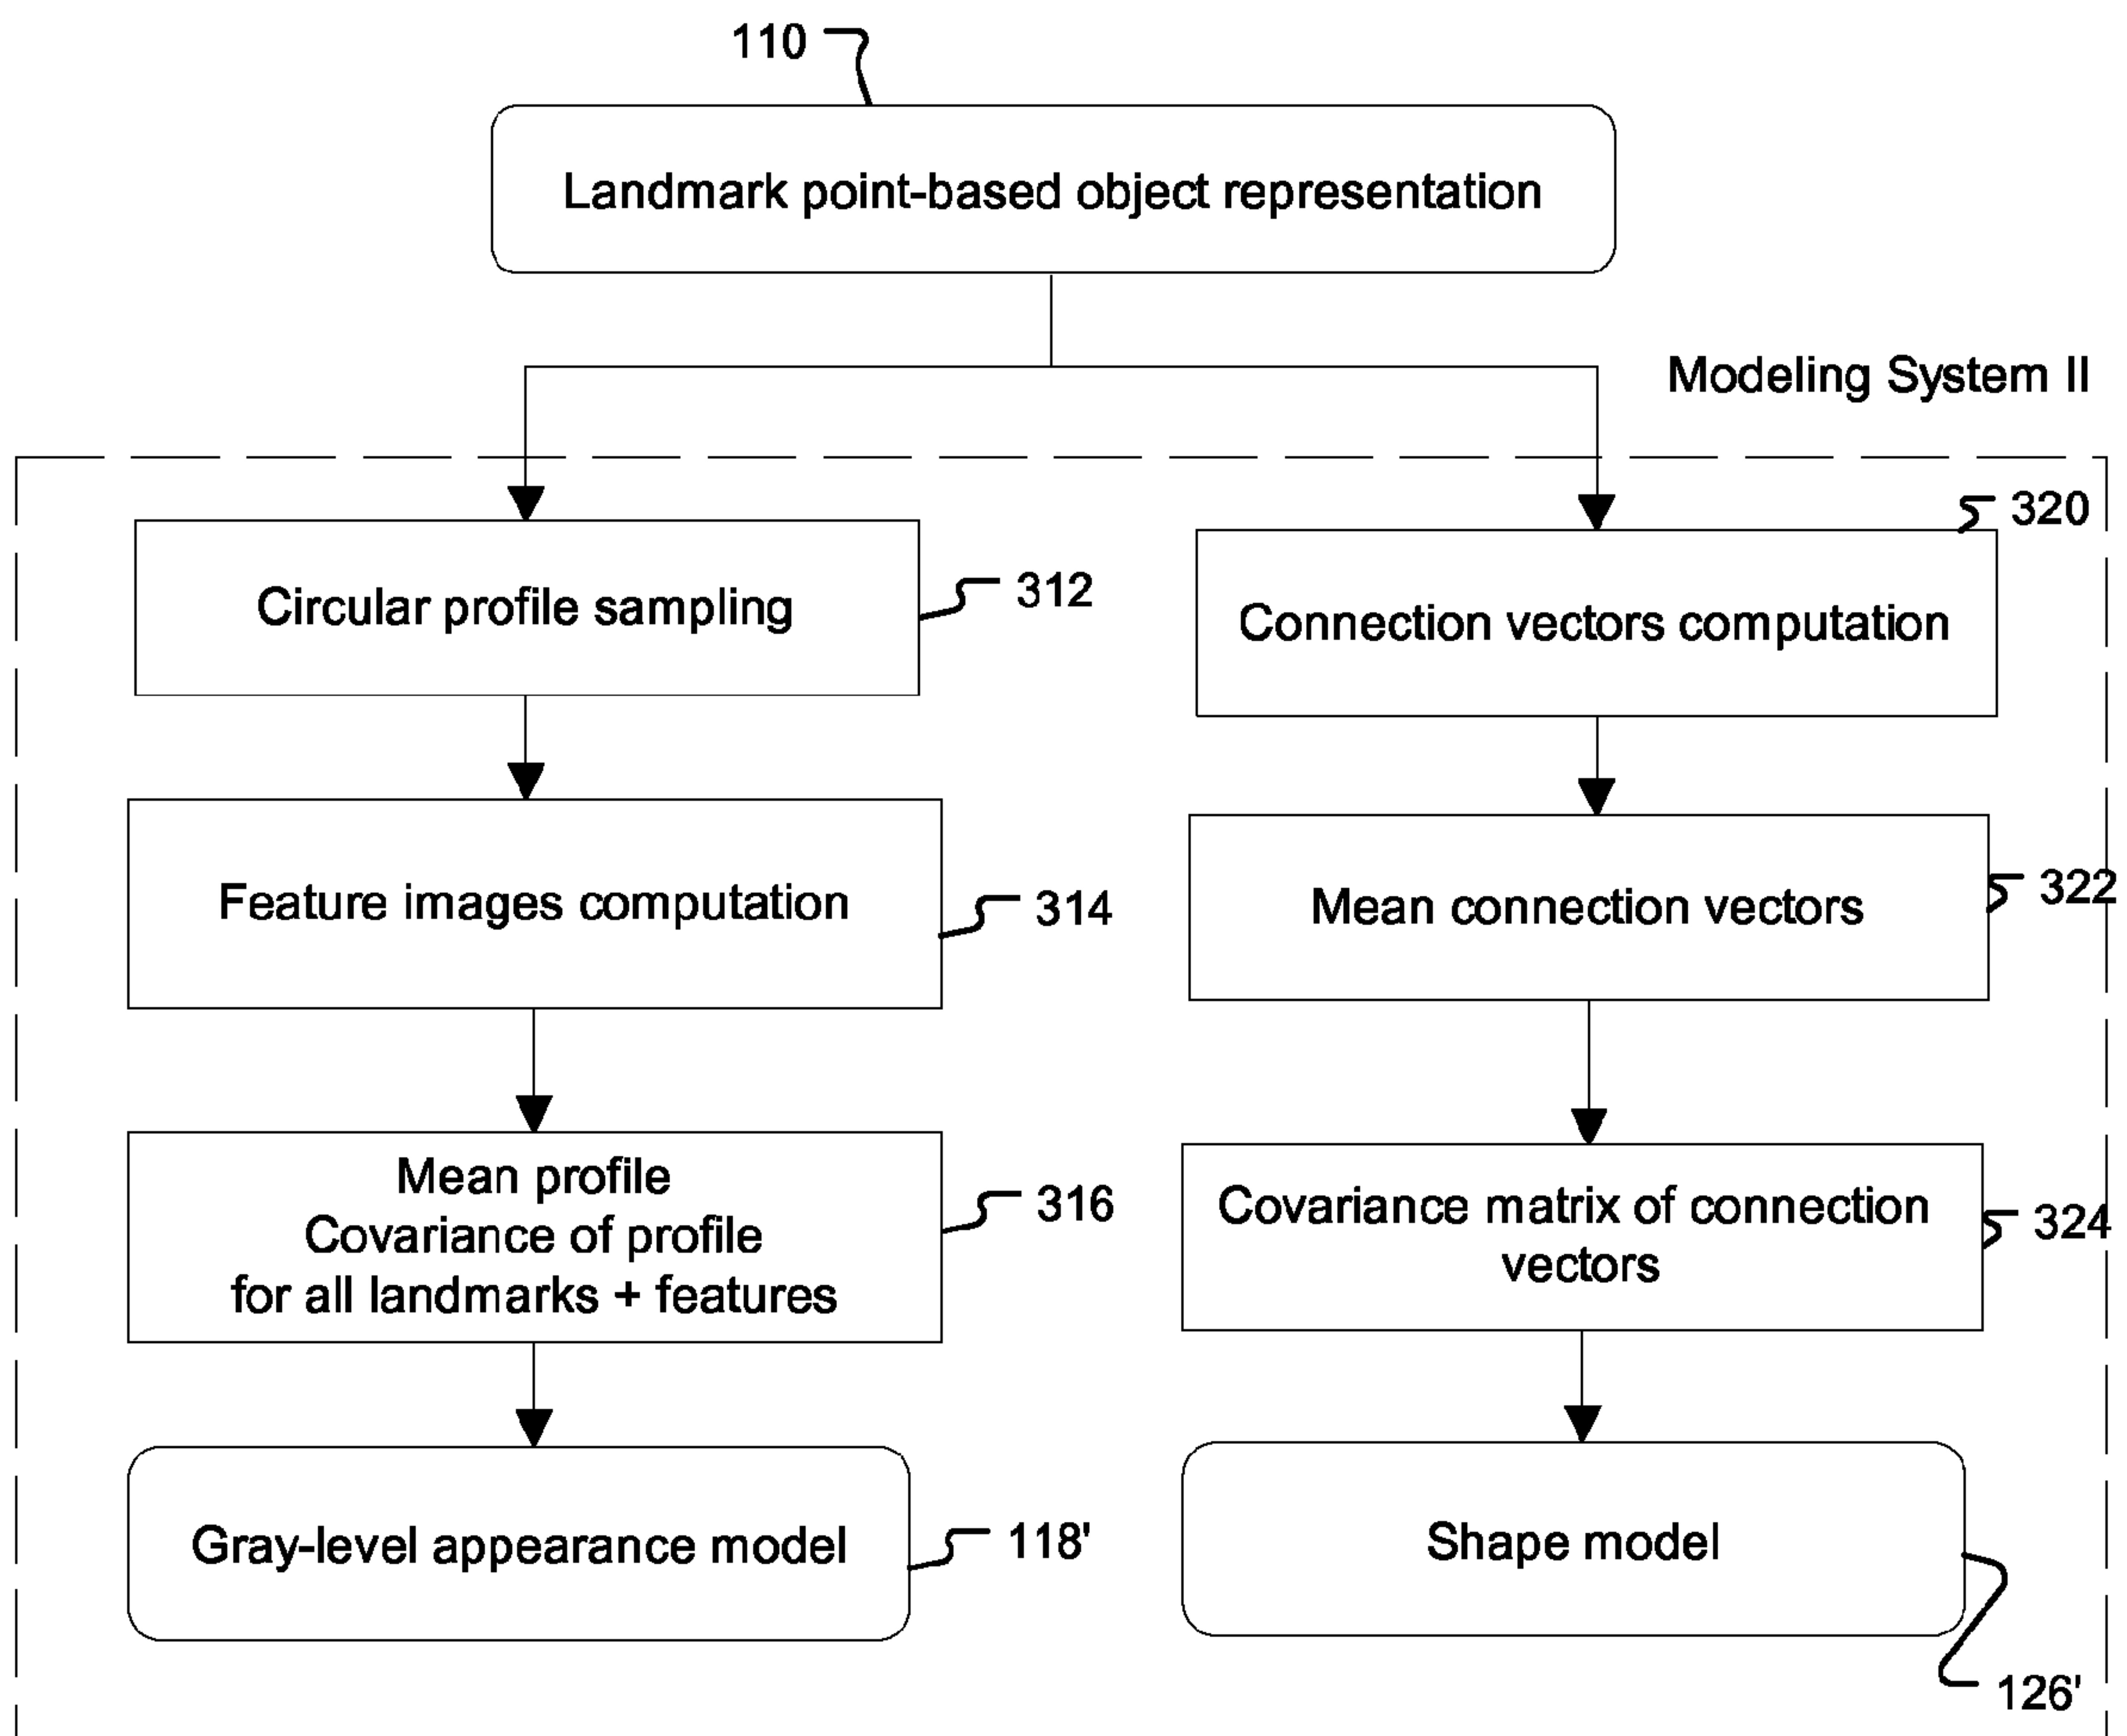 110
Landmark point-based object representation
Modeling System II
320
Circular profile sampling
312
Connection vectors computation
Feature images computation
314
Mean connection vectors
322
Mean profile
Covariance of profile
for all landmarks + features
316
Covariance matrix of connection
vectors
324
Gray-level appearance model
118'
Shape model
126'